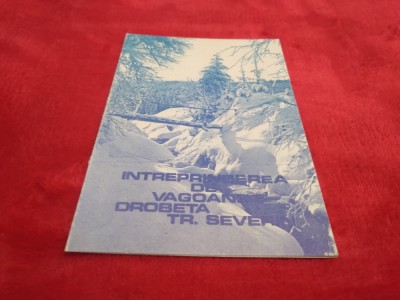 INTREPRINDEREA
DE
VAGOANE
DROBETA
TR. SEVERIN